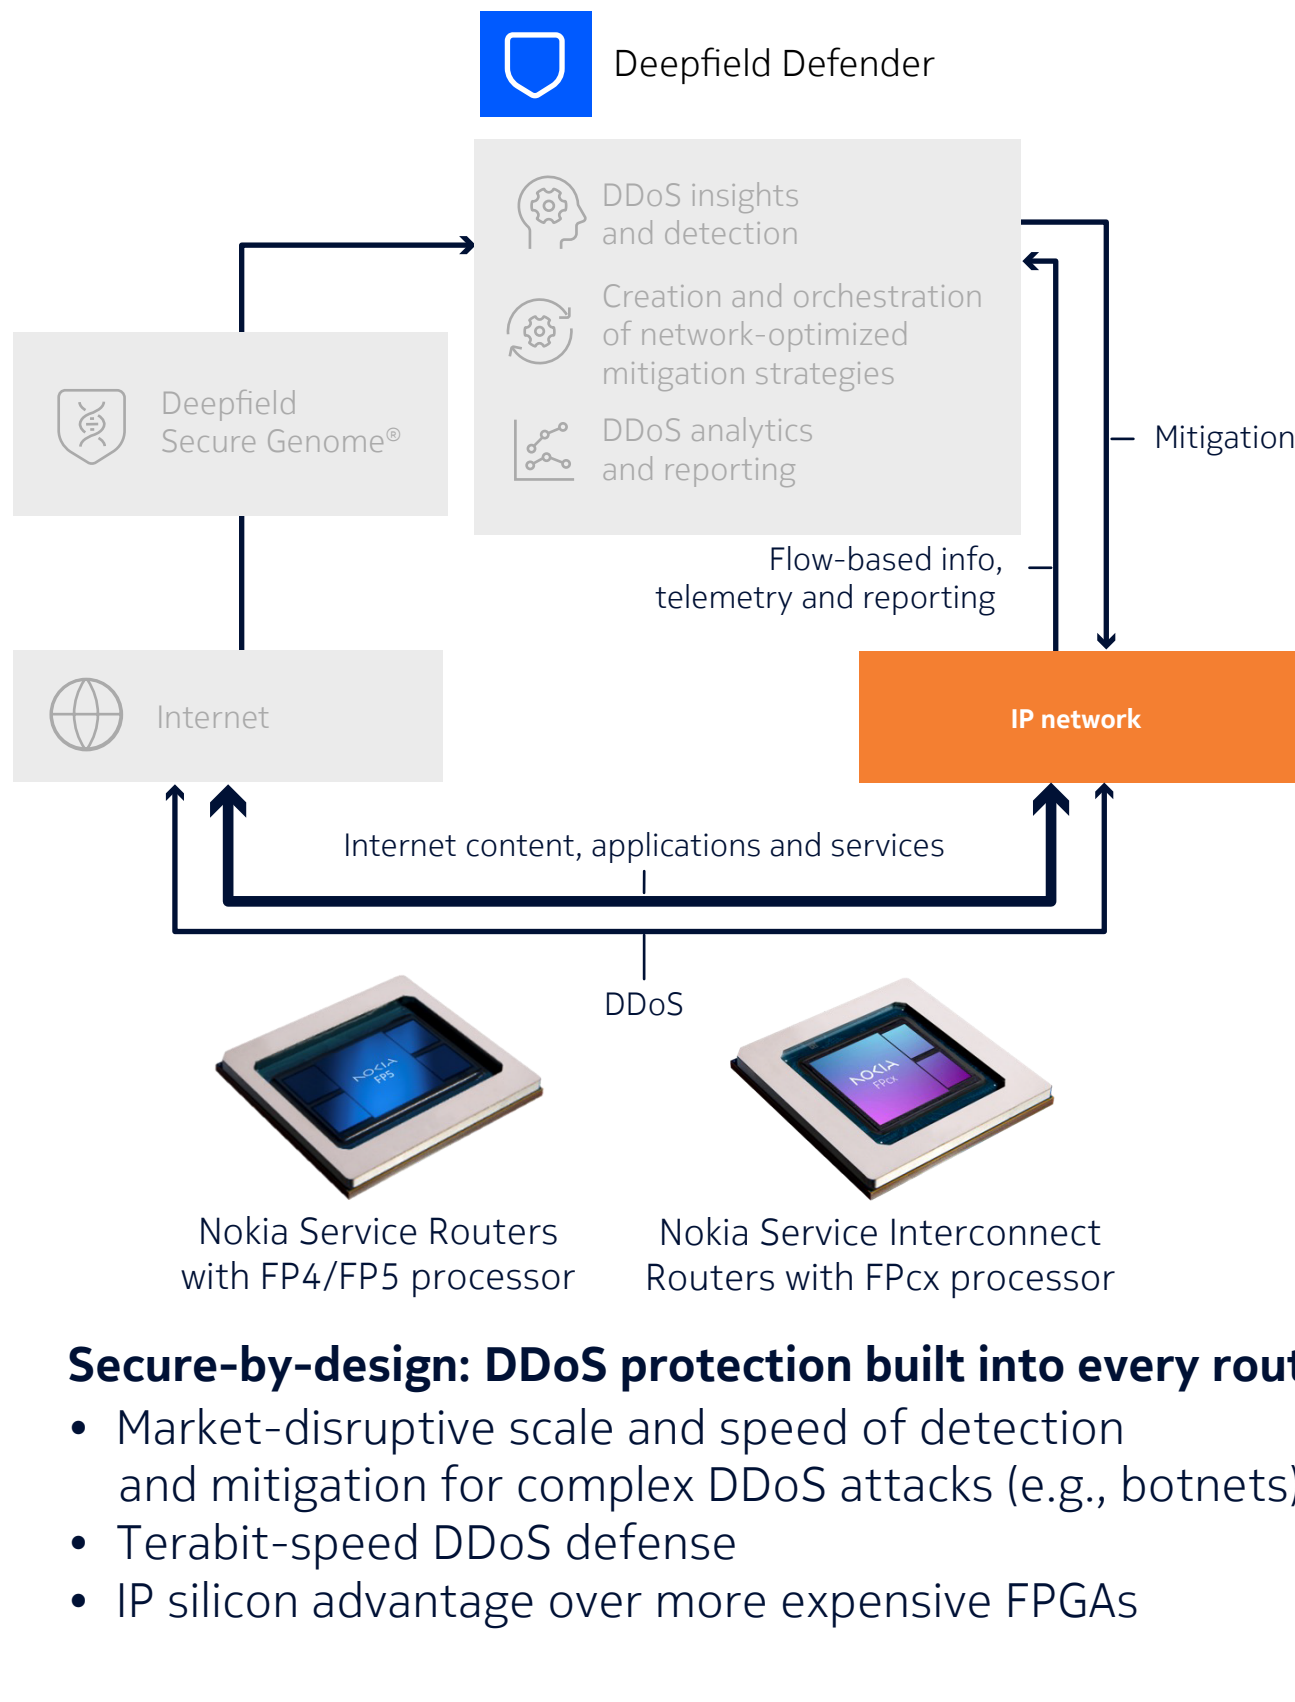 Deepfield Defender
DDoS insights
and detection
Creation and orchestration
of network-optimized
mitigation strategies
DDoS analytics
and reporting
Deepfield
Secure Genome®
Mitigation
Flow-based info,
telemetry and reporting
Internet
IP network
Internet content, applications and services
DDoS
NOKIA
FP5
NOKIA
FPcx
Nokia Service Routers
with FP4/FP5 processor
Nokia Service Interconnect
Routers with FPcx processor
Secure-by-design: DDoS protection built into every rout
• Market-disruptive scale and speed of detection
and mitigation for complex DDoS attacks (e.g., botnets)
• Terabit-speed DDoS defense
• IP silicon advantage over more expensive FPGAs